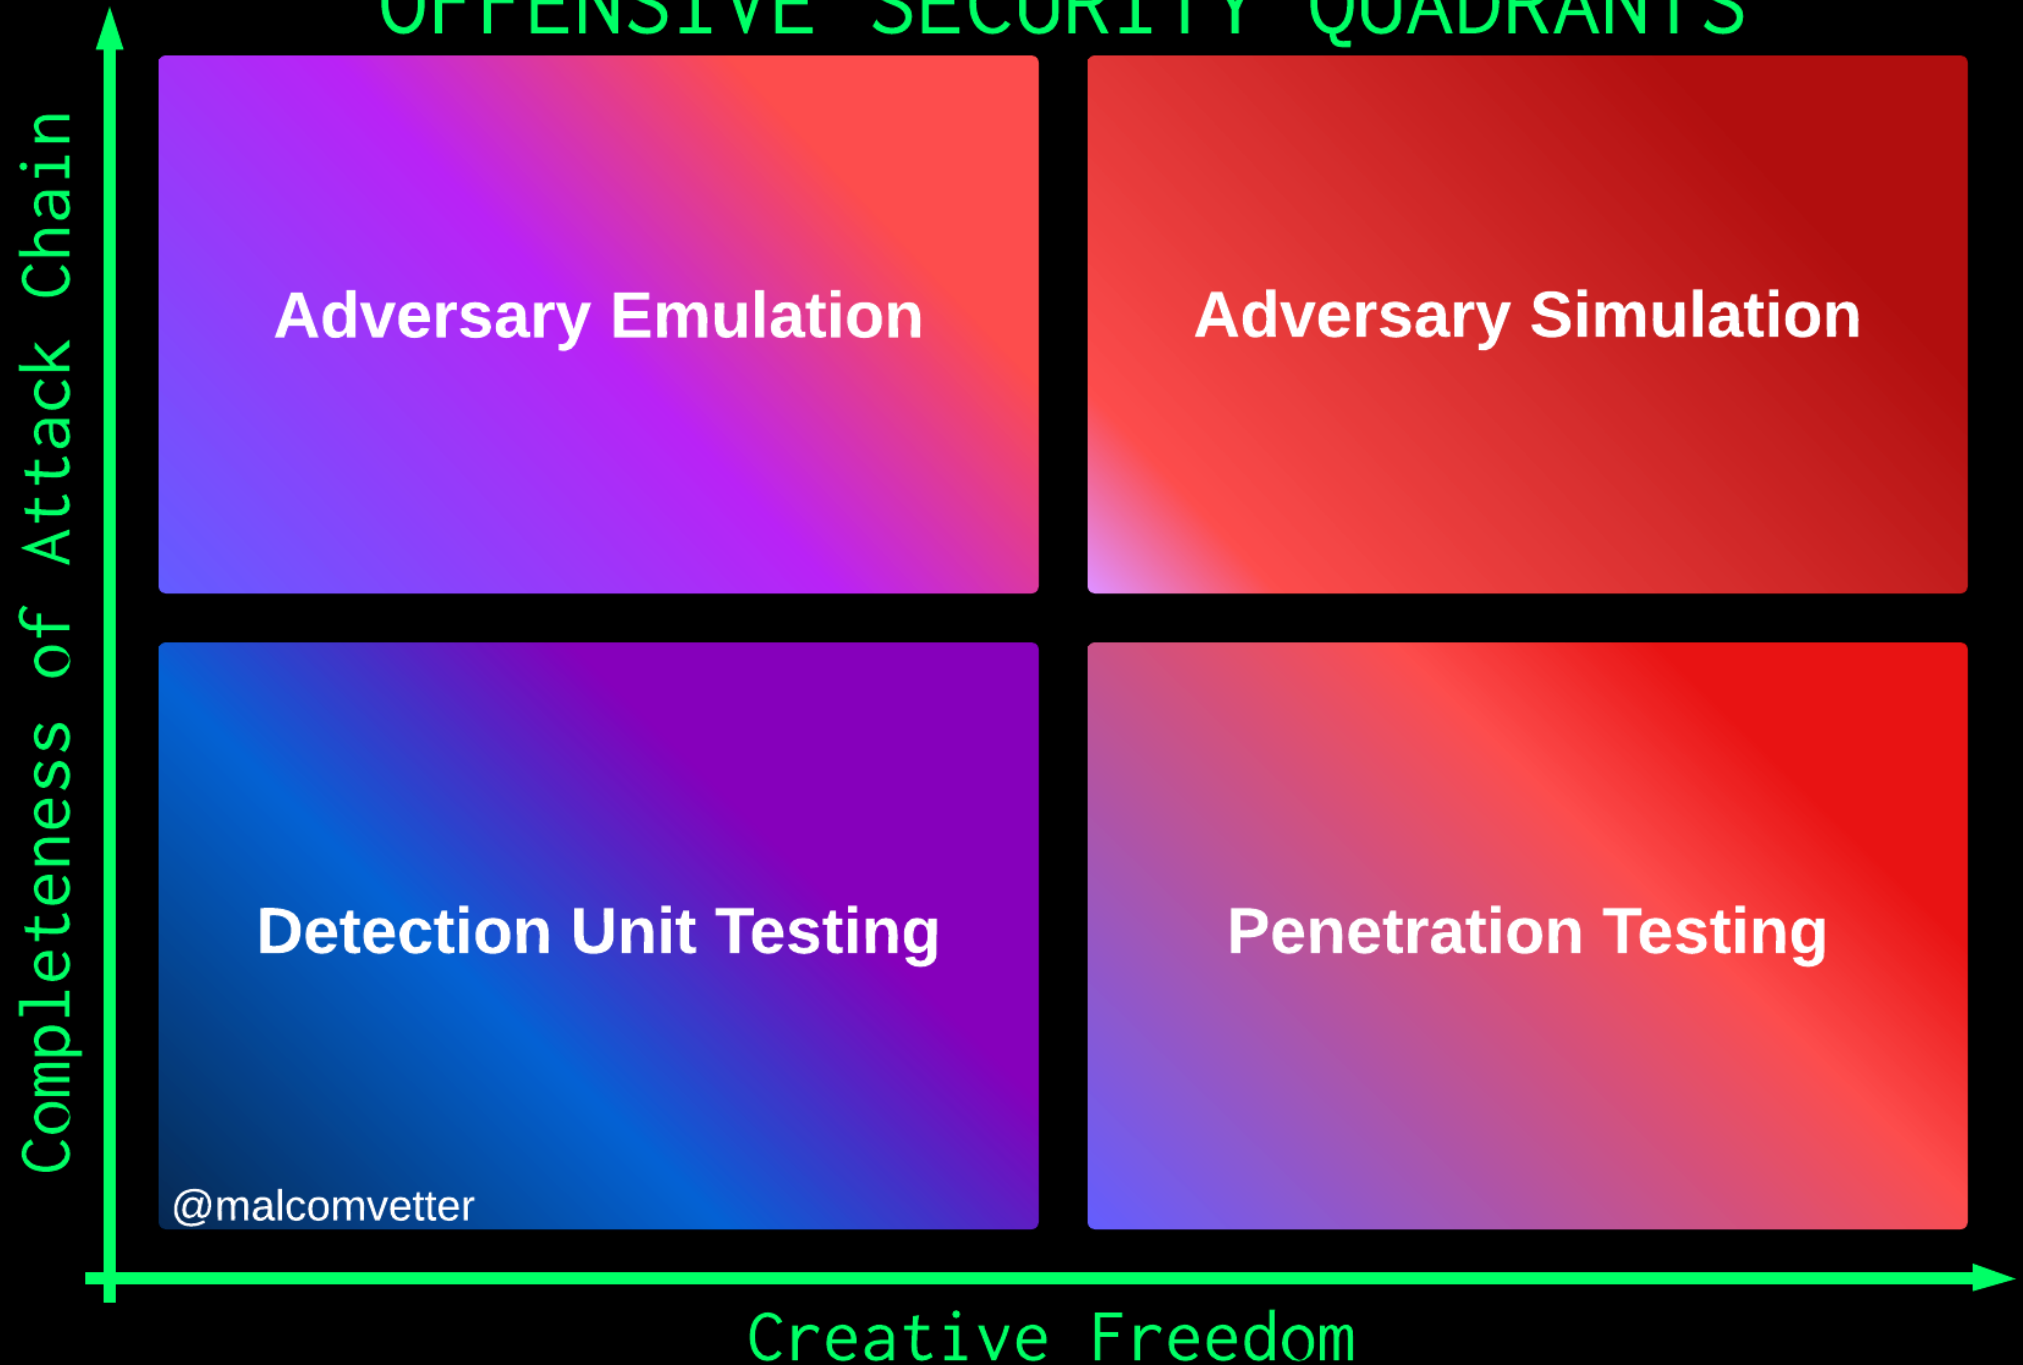 OFFENSIVE SECURITY QUADRANTS
Completeness of Attack Chain
Adversary Emulation
Adversary Simulation
Detection Unit Testing
Penetration Testing
@malcomvetter
Creative Freedom